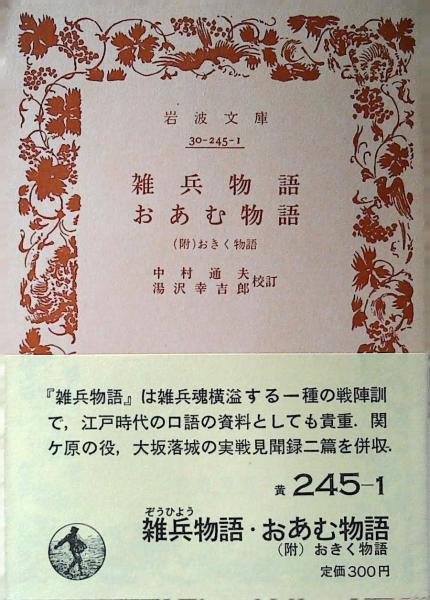 岩波文庫
30-245-1
雑兵物語
おあむ物語
(附)おきく物語
中村通夫
湯沢幸吉郎 校訂
『雑兵物語』は雑兵魂横溢する一種の戦陣訓
で,江戸時代の口語の資料としても貴重.関
ケ原の役,大坂落城の実戦見聞録二篇を併収.
黄 245-1
ぞうひょう
雑兵物語・おあむ物語
(附) おきく物語
定価300円